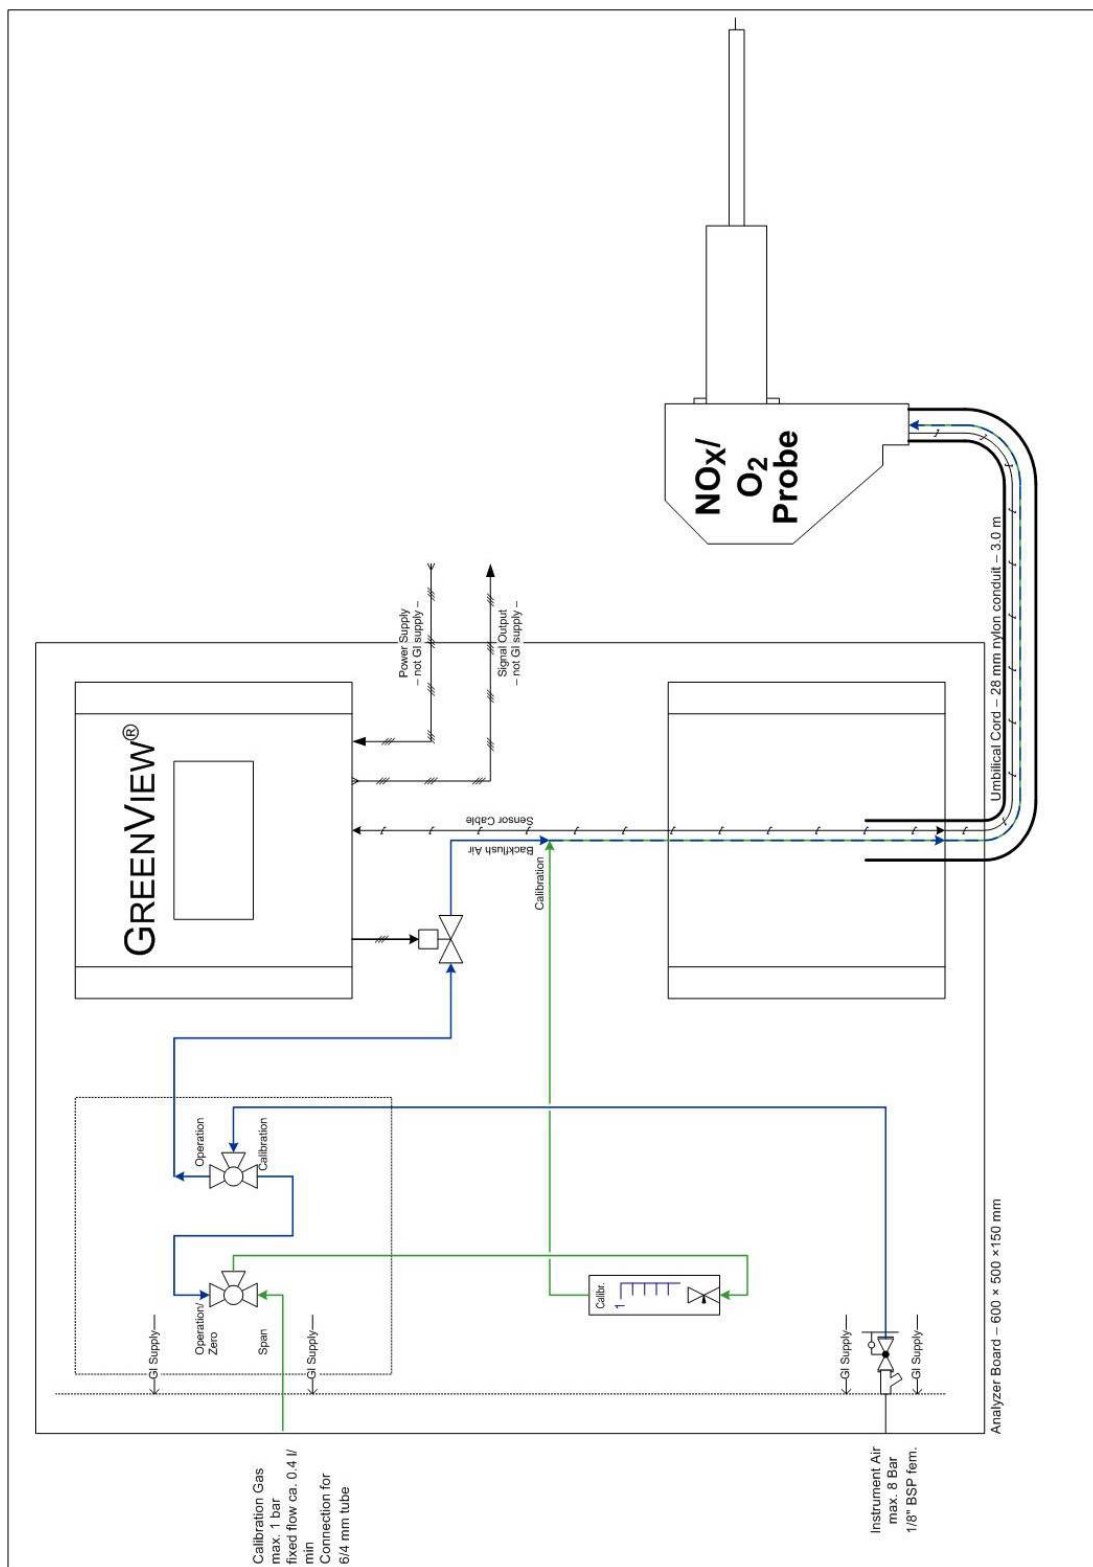 GREENVIEW®
NOX/
O2
Probe
Power Supply
– not GI supply –
Signal Output
– not GI supply –
Sensor Cable
Backflush Air
Calibration
Umbilical Cord – 28 mm nylon conduit – 3.0 m
Operation
Calibration
Operation/
Zero
Span
GI Supply
GI Supply
Calibr.
1
GI Supply
GI Supply
Analyzer Board – 600 × 500 ×150 mm
Calibration Gas
max. 1 bar
fixed flow ca. 0.4 l/
min
Connection for
6/4 mm tube
Instrument Air
max. 8 Bar
1/8" BSP fem.